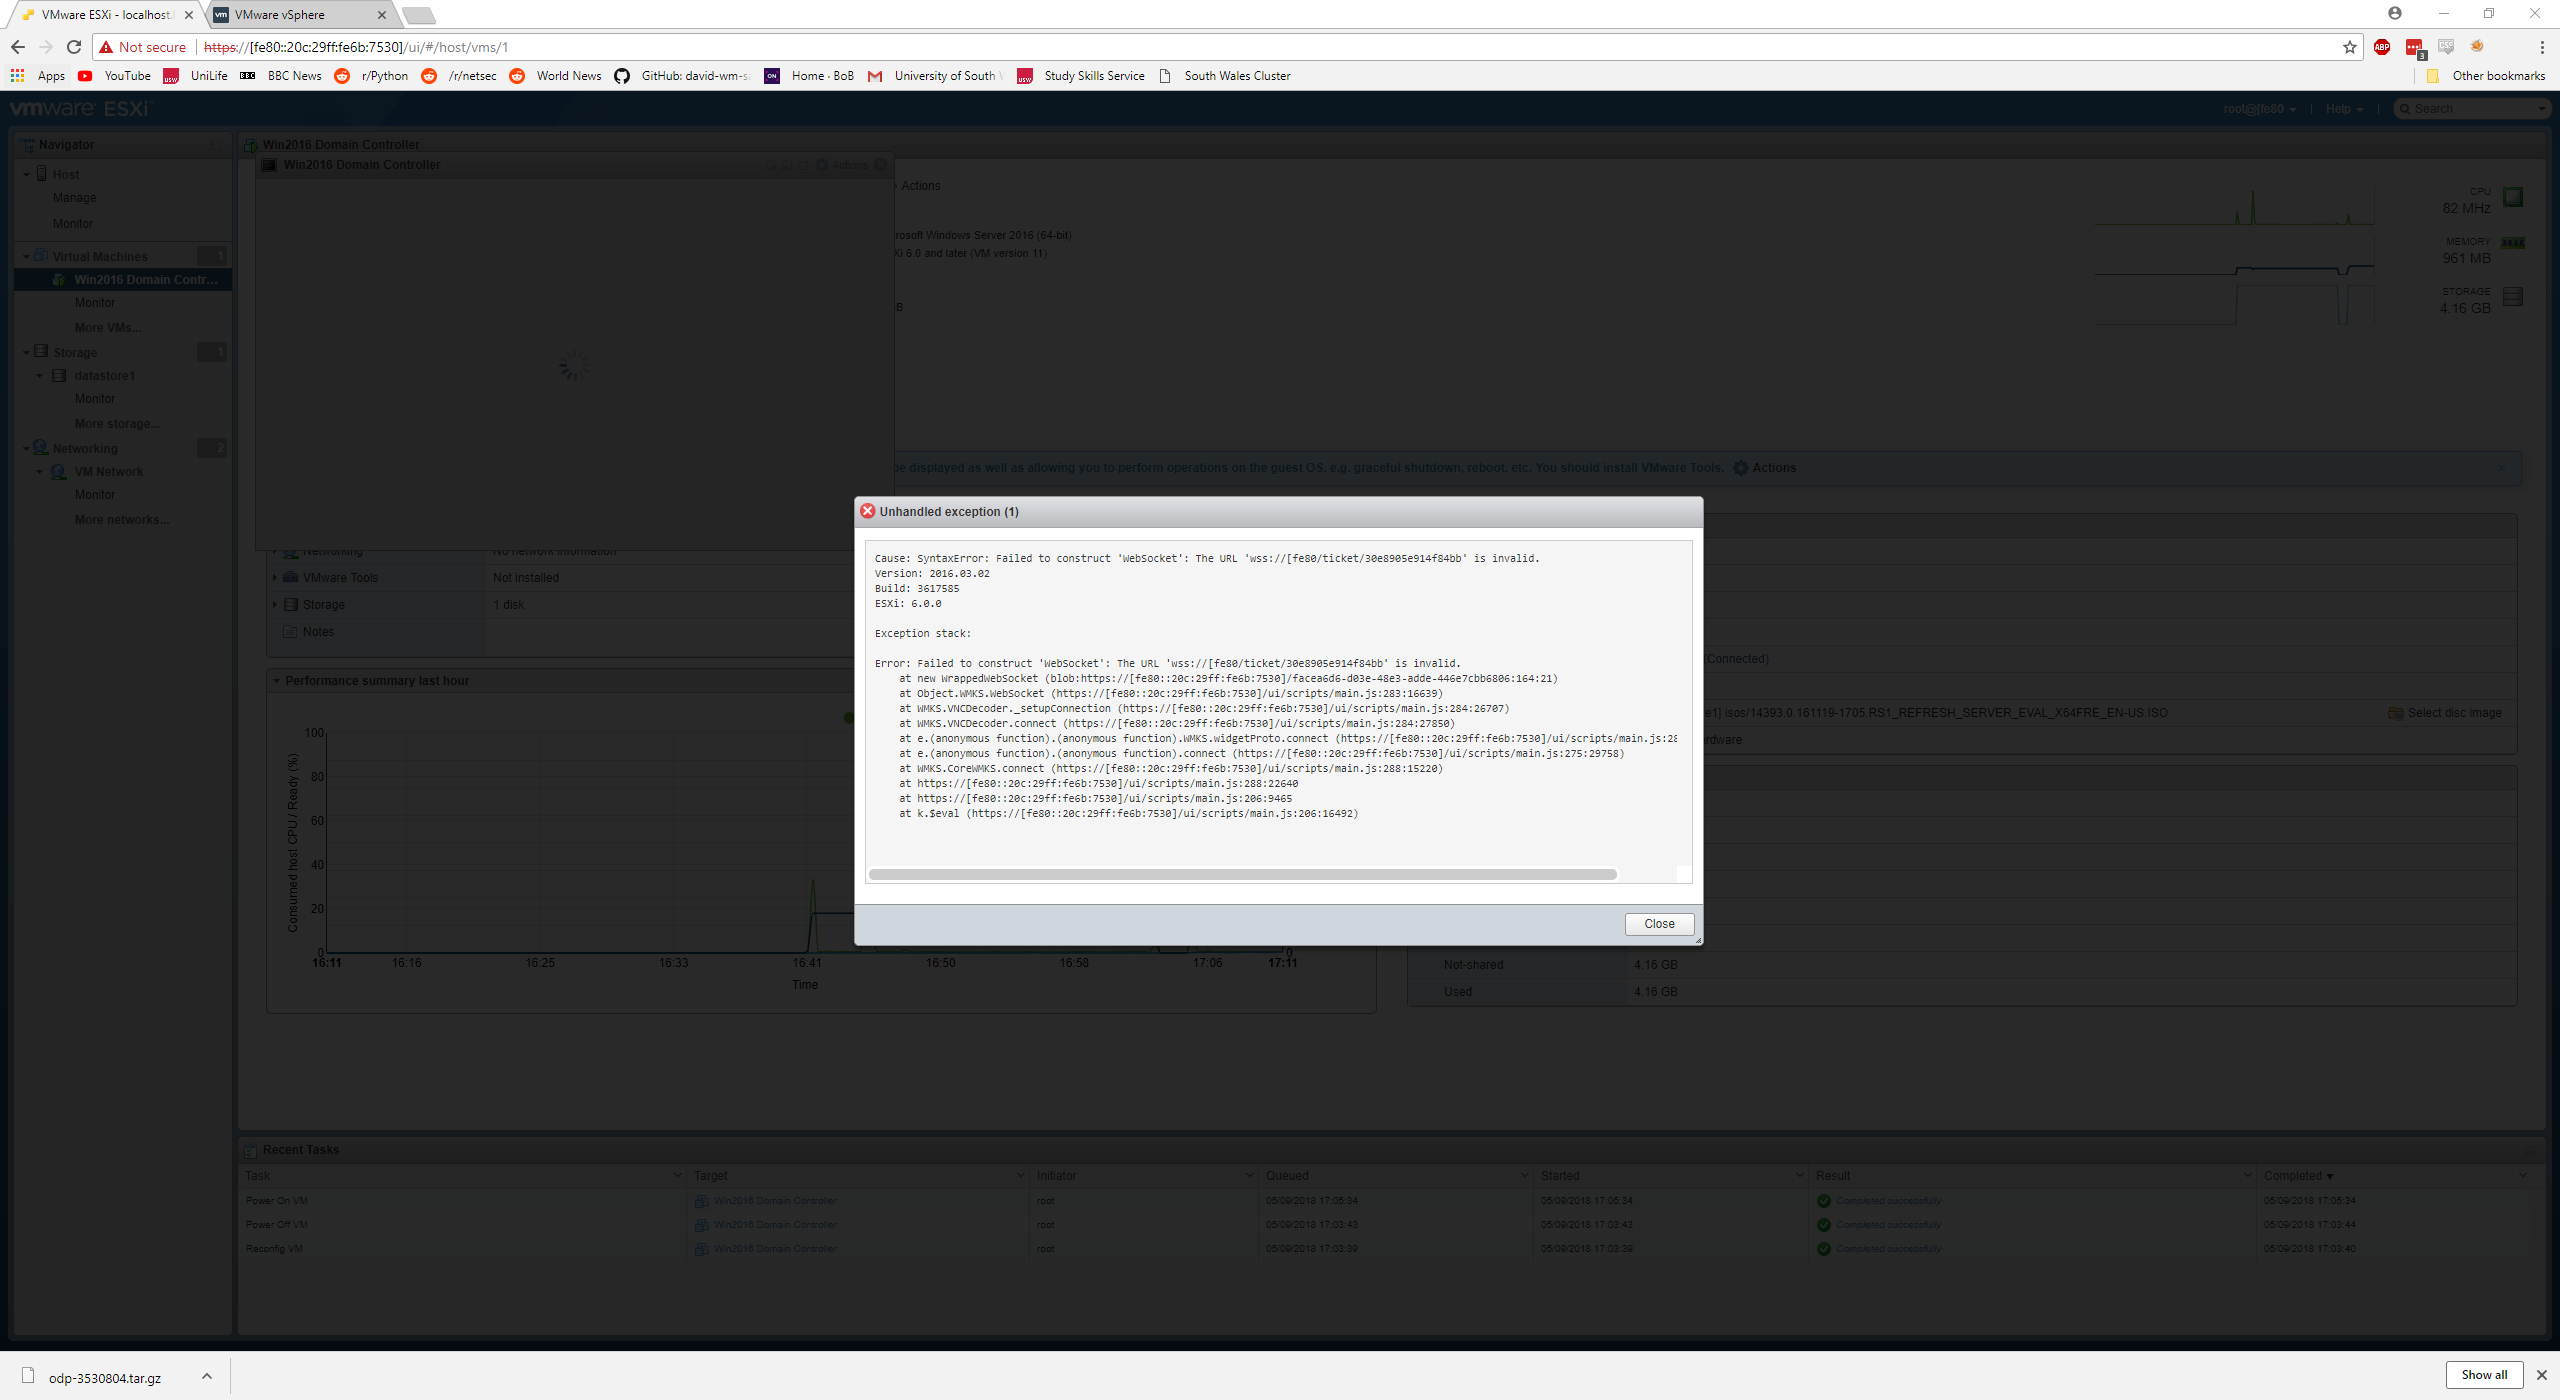 VMware ESXi - localhost.
VMware vSphere
Not secure
https://[fe80::20c:29ff:fe6b:7530]/ui/#/host/vms/1
ABP
3
Apps
YouTube
UniLife
BBC News
r/Python
/r/netsec
World News
GitHub: david-wm-sa
Home · BoB
University of South W
Study Skills Service
South Wales Cluster
Other bookmarks
vmware ESXi
root@[fe80
Help
Search
Navigator
Host
Manage
Monitor
Virtual Machines 1
Win2016 Domain Contr...
Monitor
More VMs...
Storage 1
datastore1
Monitor
More storage...
Networking 2
VM Network
Monitor
More networks...
Win2016 Domain Controller
Win2016 Domain Controller
Actions
Actions
rosoft Windows Server 2016 (64-bit)
Xi 6.0 and later (VM version 11)
B
CPU
82 MHz
MEMORY
961 MB
STORAGE
4.16 GB
be displayed as well as allowing you to perform operations on the guest OS, e.g. graceful shutdown, reboot, etc. You should install VMware Tools. Actions
Unhandled exception (1)
Cause: SyntaxError: Failed to construct 'WebSocket': The URL 'wss://[fe80/ticket/30e8905e914f84bb' is invalid.
Version: 2016.03.02
Build: 3617585
ESXi: 6.0.0
Exception stack:
Error: Failed to construct 'WebSocket': The URL 'wss://[fe80/ticket/30e8905e914f84bb' is invalid.
at new WrappedWebSocket (blob:https://[fe80::20c:29ff:fe6b:7530]/facea6d6-d03e-48e3-adde-446e7cbb6806:164:21)
at Object.WMKS.WebSocket (https://[fe80::20c:29ff:fe6b:7530]/ui/scripts/main.js:283:16639)
at WMKS.VNCDecoder._setupConnection (https://[fe80::20c:29ff:fe6b:7530]/ui/scripts/main.js:284:26707)
at WMKS.VNCDecoder.connect (https://[fe80::20c:29ff:fe6b:7530]/ui/scripts/main.js:284:27850)
at e.(anonymous function).(anonymous function).WMKS.widgetProto.connect (https://[fe80::20c:29ff:fe6b:7530]/ui/scripts/main.js:28
at e.(anonymous function).(anonymous function).connect (https://[fe80::20c:29ff:fe6b:7530]/ui/scripts/main.js:275:29758)
at WMKS.CoreWMKS.connect (https://[fe80::20c:29ff:fe6b:7530]/ui/scripts/main.js:288:15220)
at https://[fe80::20c:29ff:fe6b:7530]/ui/scripts/main.js:288:22640
at https://[fe80::20c:29ff:fe6b:7530]/ui/scripts/main.js:206:9465
at k.$eval (https://[fe80::20c:29ff:fe6b:7530]/ui/scripts/main.js:206:16492)
Close
Networking No network information
VMware Tools Not installed
Storage 1 disk
Notes
(Connected)
e1] isos/14393.0.161119-1705.RS1_REFRESH_SERVER_EVAL_X64FRE_EN-US.ISO Select disc image
rdware
Performance summary last hour
Consumed host CPU / Ready (%)
100
80
60
40
20
0
0
16:11 16:16 16:25 16:33 16:41 16:50 16:58 17:06 17:11
Time
Not-shared 4.16 GB
Used 4.16 GB
Recent Tasks
Task Target Initiator Queued Started Result Completed
Power On VM Win2016 Domain Controller root 05/09/2018 17:05:34 05/09/2018 17:05:34 Completed successfully 05/09/2018 17:05:34
Power Off VM Win2016 Domain Controller root 05/09/2018 17:03:43 05/09/2018 17:03:43 Completed successfully 05/09/2018 17:03:44
Reconfig VM Win2016 Domain Controller root 05/09/2018 17:03:39 05/09/2018 17:03:39 Completed successfully 05/09/2018 17:03:40
odp-3530804.tar.gz
Show all